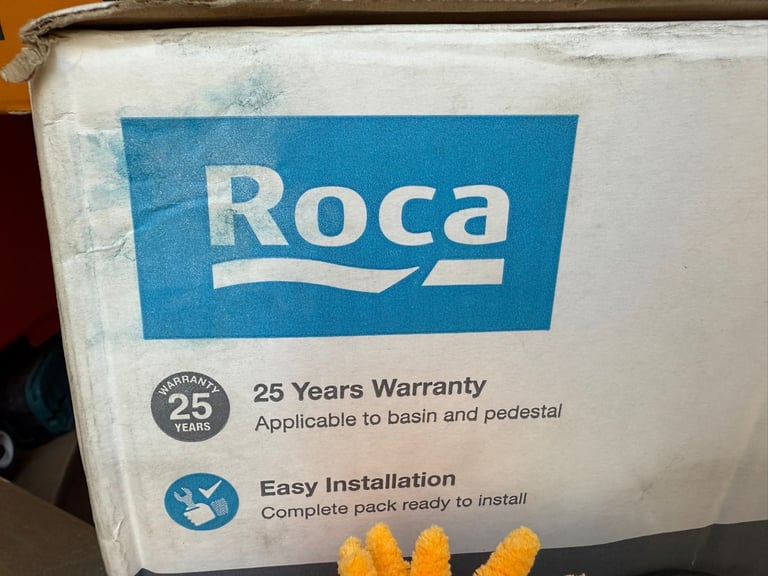 Roca
WARRANTY
25
YEARS
25 Years Warranty
Applicable to basin and pedestal
Easy Installation
Complete pack ready to install